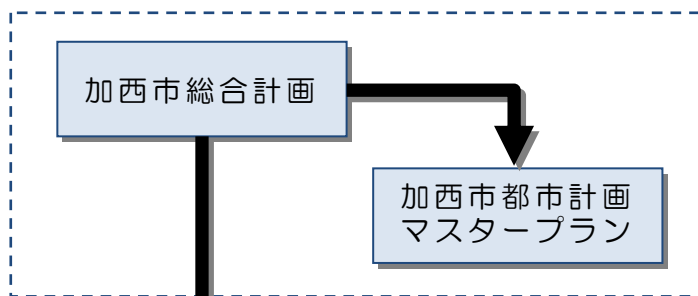 加西市総合計画
加西市都市計画
マスタープラン